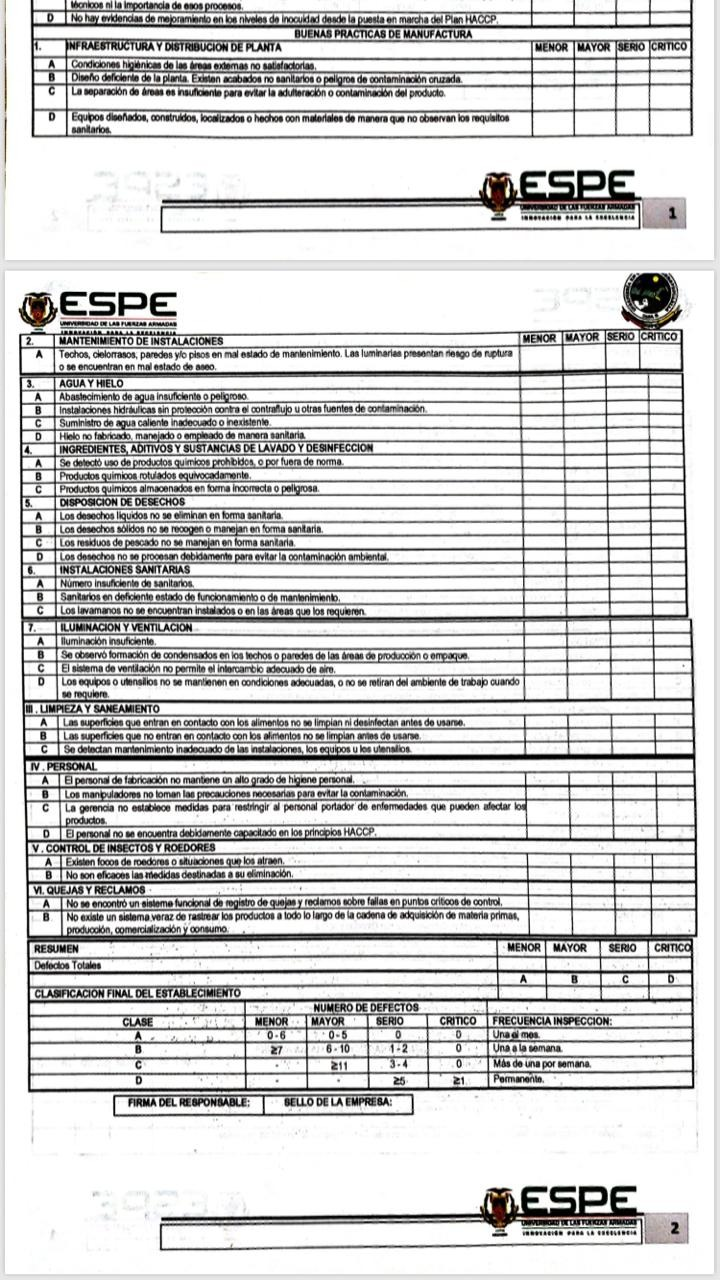 técnicos ni la importancia de esos procesos.
D No hay evidencias de mejoramiento en los niveles de inocuidad desde la puesta en marcha del Plan HACCP.
BUENAS PRACTICAS DE MANUFACTURA
1. INFRAESTRUCTURA Y DISTRIBUCION DE PLANTA MENOR MAYOR SERIO CRITICO
A Condiciones higiénicas de las áreas externas no satisfactorias.
B Diseño deficiente de la planta. Existen acabados no sanitarios o peligros de contaminación cruzada.
C La separación de áreas es insuficiente para evitar la adulteración o contaminación del producto.
D Equipos diseñados, construidos, localizados o hechos con materiales de manera que no observan los requisitos
sanitarios.
ESPE
UNIVERSIDAD DE LAS FUERZAS ARMADAS
INNOVACIÓN PARA LA EXCELENCIA
1
ESPE
UNIVERSIDAD DE LAS FUERZAS ARMADAS
INNOVACIÓN PARA LA EXCELENCIA
2. MANTENIMIENTO DE INSTALACIONES MENOR MAYOR SERIO CRITICO
A Techos, cielorrasos, paredes y/o pisos en mal estado de mantenimiento. Las luminarias presentan riesgo de ruptura
o se encuentran en mal estado de aseo.
3. AGUA Y HIELO
A Abastecimiento de agua insuficiente o peligroso.
B Instalaciones hidráulicas sin protección contra el contraflujo u otras fuentes de contaminación.
C Suministro de agua caliente inadecuado o inexistente.
D Hielo no fabricado, manejado o empleado de manera sanitaria.
4. INGREDIENTES, ADITIVOS Y SUSTANCIAS DE LAVADO Y DESINFECCION
A Se detectó uso de productos químicos prohibidos, o por fuera de norma.
B Productos químicos rotulados equivocadamente.
C Productos químicos almacenados en forma incorrecta o peligrosa.
5. DISPOSICION DE DESECHOS
A Los desechos líquidos no se eliminan en forma sanitaria.
B Los desechos sólidos no se recogen o manejan en forma sanitaria.
C Los residuos de pescado no se manejan en forma sanitaria.
D Los desechos no se procesan debidamente para evitar la contaminación ambiental.
6. INSTALACIONES SANITARIAS
A Número insuficiente de sanitarios.
B Sanitarios en deficiente estado de funcionamiento o de mantenimiento.
C Los lavamanos no se encuentran instalados o en las áreas que los requieren.
7. ILUMINACION Y VENTILACION
A Iluminación insuficiente.
B Se observó formación de condensados en los techos o paredes de las áreas de producción o empaque.
C El sistema de ventilación no permite el intercambio adecuado de aire.
D Los equipos o utensilios no se mantienen en condiciones adecuadas, o no se retiran del ambiente de trabajo cuando
se requiere.
III. LIMPIEZA Y SANEAMIENTO
A Las superficies que entran en contacto con los alimentos no se limpian ni desinfectan antes de usarse.
B Las superficies que no entran en contacto con los alimentos no se limpian antes de usarse.
C Se detectan mantenimiento inadecuado de las instalaciones, los equipos u los utensilios.
IV. PERSONAL
A El personal de fabricación no mantiene un alto grado de higiene personal.
B Los manipuladores no toman las precauciones necesarias para evitar la contaminación.
C La gerencia no establece medidas para restringir al personal portador de enfermedades que pueden afectar los
productos.
D El personal no se encuentra debidamente capacitado en los principios HACCP.
V. CONTROL DE INSECTOS Y ROEDORES
A Existen focos de roedores o situaciones que los atraen.
B No son eficaces las medidas destinadas a su eliminación.
VI. QUEJAS Y RECLAMOS
A No se encontró un sistema funcional de registro de quejas y reclamos sobre fallas en puntos críticos de control.
B No existe un sistema veraz de rastrear los productos a todo lo largo de la cadena de adquisición de materia primas,
producción, comercialización y consumo.
RESUMEN MENOR MAYOR SERIO CRITICO
Defectos Totales
A B C D
CLASIFICACION FINAL DEL ESTABLECIMIENTO
NUMERO DE DEFECTOS
CLASE MENOR MAYOR SERIO CRITICO FRECUENCIA INSPECCION:
A 0-6 0-5 0 0 Una al mes.
B ≥7 6-10 1-2 0 Una a la semana.
C - ≥11 3-4 0 Más de una por semana.
D - - ≥5 ≥1 Permanente.
FIRMA DEL RESPONSABLE: SELLO DE LA EMPRESA:
ESPE
UNIVERSIDAD DE LAS FUERZAS ARMADAS
INNOVACIÓN PARA LA EXCELENCIA
2